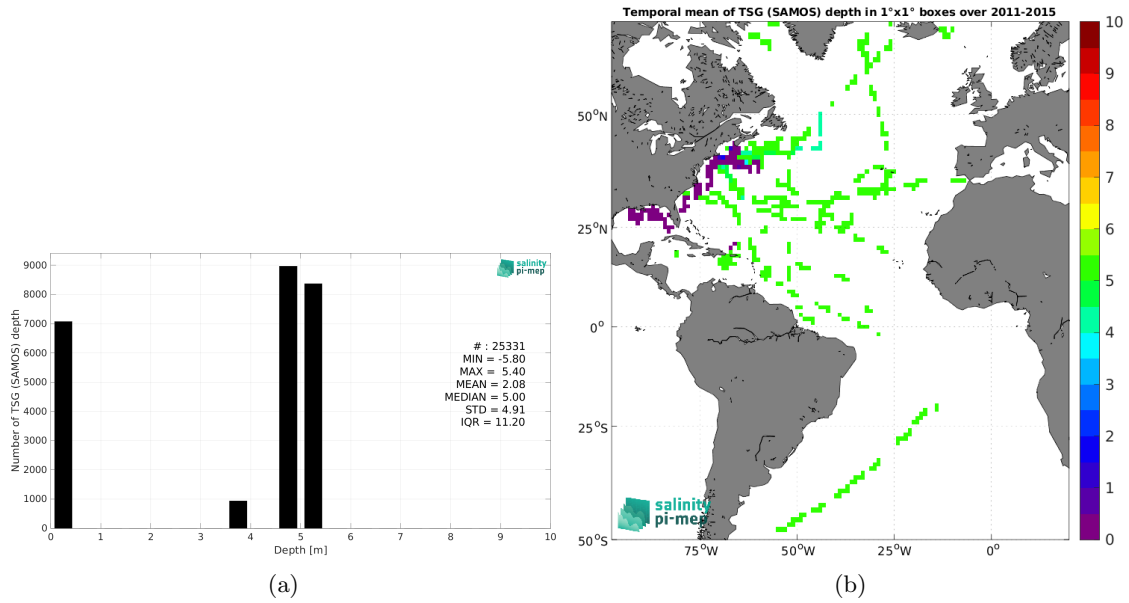 Temporal mean of TSG (SAMOS) depth in 1°x1° boxes over 2011-2015
salinity
pi-mep
Number of TSG (SAMOS) depth
9000
8000
7000
6000
5000
4000
3000
2000
1000
0
# : 25331
MIN = -5.80
MAX = 5.40
MEAN = 2.08
MEDIAN = 5.00
STD = 4.91
IQR = 11.20
0 1 2 3 4 5 6 7 8 9 10
Depth [m]
(a)
50°N
25°N
0°
25°S
50°S
75°W 50°W 25°W 0°
salinity
pi-mep
10
9
8
7
6
5
4
3
2
1
0
(b)